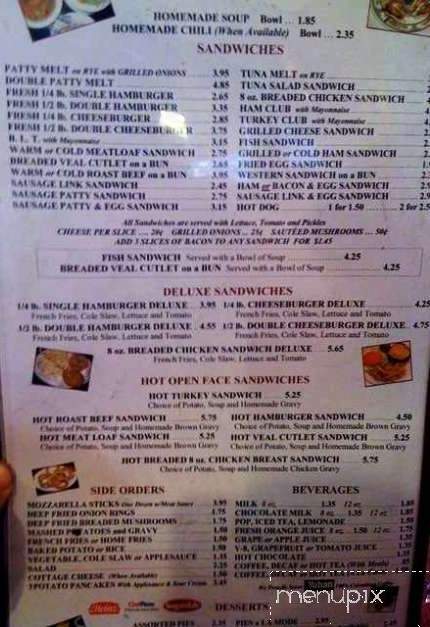 HOMEMADE SOUP Bowl ... 1.85
HOMEMADE CHILI (When Available) Bowl ... 2.35
SANDWICHES
PATTY MELT on RYE with GRILLED ONIONS 3.95
DOUBLE PATTY MELT 4.85
FRESH 1/4 lb. SINGLE HAMBURGER 2.65
FRESH 1/2 lb. DOUBLE HAMBURGER 3.35
FRESH 1/4 lb. CHEESEBURGER 2.85
FRESH 1/2 lb. DOUBLE CHEESEBURGER 3.75
B. L. T. with Mayonnaise 3.15
WARM or COLD MEATLOAF SANDWICH 2.75
BREADED VEAL CUTLET on a BUN
WARM or COLD ROAST BEEF on a BUN 3.95
SAUSAGE LINK SANDWICH 2.45
SAUSAGE PATTY SANDWICH 2.75
SAUSAGE PATTY & EGG SANDWICH 3.15
TUNA MELT on RYE
TUNA SALAD SANDWICH
8 oz. BREADED CHICKEN SANDWICH
HAM CLUB with Mayonnaise
TURKEY CLUB with Mayonnaise
GRILLED CHEESE SANDWICH
FISH SANDWICH
GRILLED or COLD HAM SANDWICH
FRIED EGG SANDWICH
WESTERN SANDWICH on a BUN
HAM or BACON & EGG SANDWICH
SAUSAGE LINK & EGG SANDWICH
HOT DOG 1 for 1.50 2 for
All Sandwiches are served with Lettuce, Tomato and Pickles
CHEESE PER SLICE .... 20¢ GRILLED ONIONS... 25¢ SAUTÉED MUSHROOMS ... 50¢
ADD 3 SLICES OF BACON TO ANY SANDWICH FOR $1.45
FISH SANDWICH Served with a Bowl of Soup 4.25
BREADED VEAL CUTLET on a BUN Served with a Bowl of Soup 4.25
DELUXE SANDWICHES
1/4 lb. SINGLE HAMBURGER DELUXE . 3.95
French Fries, Cole Slaw, Lettuce and Tomato
1/4 lb. CHEESEBURGER DELUXE 4.25
French Fries, Cole Slaw, Lettuce and Tomato
1/2 lb. DOUBLE HAMBURGER DELUXE . 4.55
French Fries, Cole Slaw, Lettuce and Tomato
1/2 lb. DOUBLE CHEESEBURGER DELUXE . 4.75
French Fries, Cole Slaw, Lettuce and Tomato
8 oz. BREADED CHICKEN SANDWICH DELUXE ... 5.65
French Fries, Cole Slaw, Lettuce and Tomato
HOT OPEN FACE SANDWICHES
HOT TURKEY SANDWICH 5.25
Choice of Potato, Soup and Homemade Gravy
HOT ROAST BEEF SANDWICH 5.75
Choice of Potato, Soup and Homemade Brown Gravy
HOT HAMBURG SANDWICH 4.50
Choice of Potato, Soup and Homemade Brown Gravy
HOT MEAT LOAF SANDWICH 5.25
Choice of Potato, Soup and Homemade Brown Gravy
HOT VEAL CUTLET SANDWICH 5.25
Choice of Potato, Soup and Homemade Brown Gravy
HOT BREADED 8 oz. CHICKEN BREAST SANDWICH 5.75
Choice of Potato, Soup and Homemade Chicken Gravy
SIDE ORDERS
MOZZARELLA STICKS 3.95
DEEP FRIED ONION RINGS 1.75
DEEP FRIED BREADED MUSHROOMS 1.75
MASHED POTATOES and GRAVY 1.50
FRENCH FRIES or HOME FRIES 1.50
BAKED POTATO or RICE 1.50
VEGETABLE, COLE SLAW or APPLESAUCE
SALAD
COTTAGE CHEESE (When Available) 1.50
POTATO PANCAKES With Applesauce & Sour Cream 3.45
BEVERAGES
MILK 8 oz. 1.35 12 oz. 1.85
CHOCOLATE MILK 8 oz. 1.35 12 oz. 1.85
POP, ICED TEA, LEMONADE 1.50
FRESH ORANGE JUICE 8 oz. .. 1.50 12 oz. 1.75
GRAPE or APPLE JUICE
V-8, GRAPEFRUIT or TOMATO JUICE
HOT CHOCOLATE
COFFEE, DECAF or HOT TEA (With Meals)
COFFEE, DECAF or HOT TEA
Heinz
DESSERTS
ASSORTED PIES
PIES a LA MODE
menupix